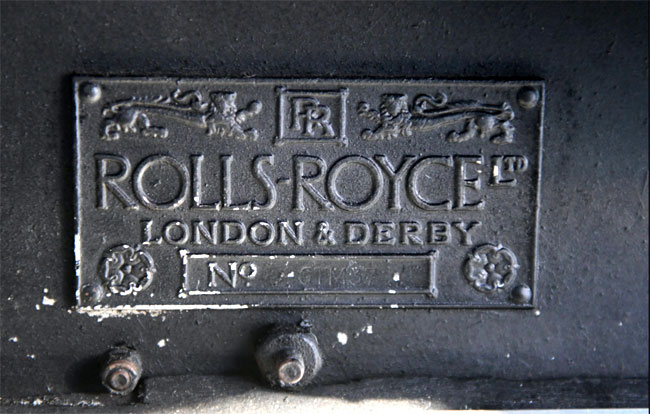 RR
ROLLS-ROYCE LTD
LONDON & DERBY
No